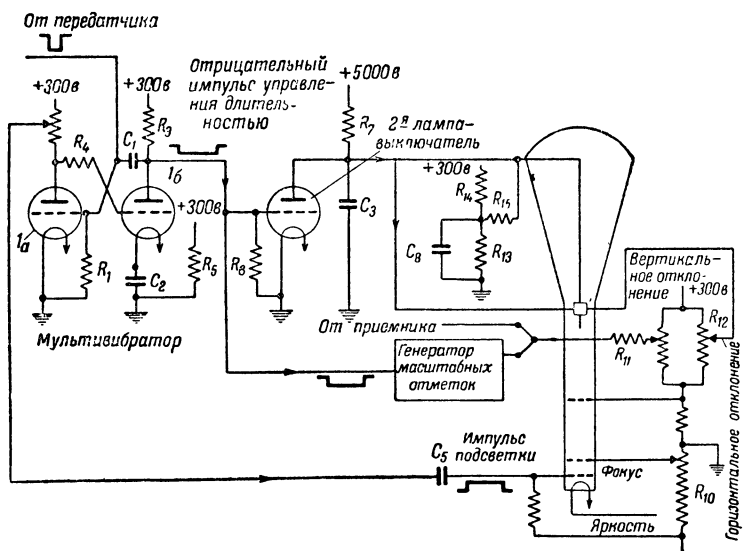 От передатчика
+300в
+300в
Отрицательный
импульс управле-
ния длитель-
ностью
+5000в
2я лампа-
выключатель
R4
C1
R3
1б
R7
+300в
R14
R15
1а
R1
C2
+300в
R5
R6
C3
C8
R13
Мультивибратор
Вертикаль-
ное откло-
нение
+300в
R12
R11
От приемника
Генератор
масштабных
отметок
Горизонтальное отклонение
C5
Импульс
подсветки
Фокус
R10
Яркость